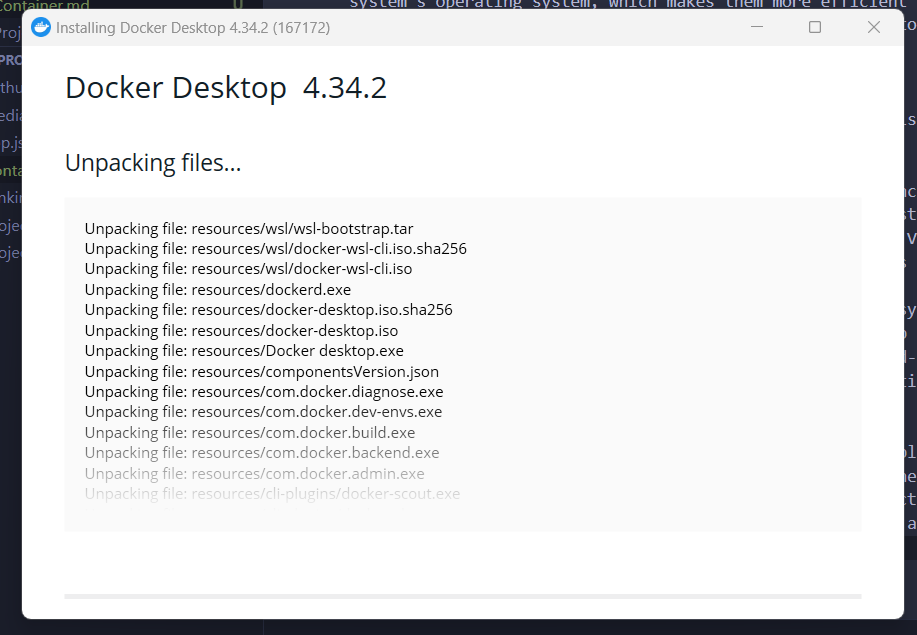 Container.md
U
system's operating system, which makes them more efficient
Installing Docker Desktop 4.34.2 (167172)
Docker Desktop 4.34.2
Unpacking files...
Unpacking file: resources/wsl/wsl-bootstrap.tar
Unpacking file: resources/wsl/docker-wsl-cli.iso.sha256
Unpacking file: resources/wsl/docker-wsl-cli.iso
Unpacking file: resources/dockerd.exe
Unpacking file: resources/docker-desktop.iso.sha256
Unpacking file: resources/docker-desktop.iso
Unpacking file: resources/Docker desktop.exe
Unpacking file: resources/componentsVersion.json
Unpacking file: resources/com.docker.diagnose.exe
Unpacking file: resources/com.docker.dev-envs.exe
Unpacking file: resources/com.docker.build.exe
Unpacking file: resources/com.docker.backend.exe
Unpacking file: resources/com.docker.admin.exe
Unpacking file: resources/cli-plugins/docker-scout.exe